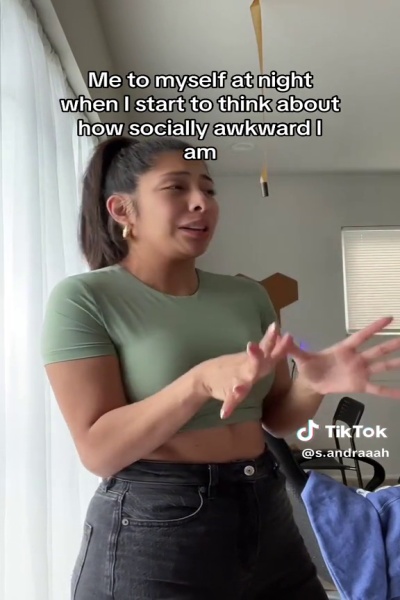 Me to myself at night
when I start to think about
how socially awkward I
am
TikTok
@s.andraaah